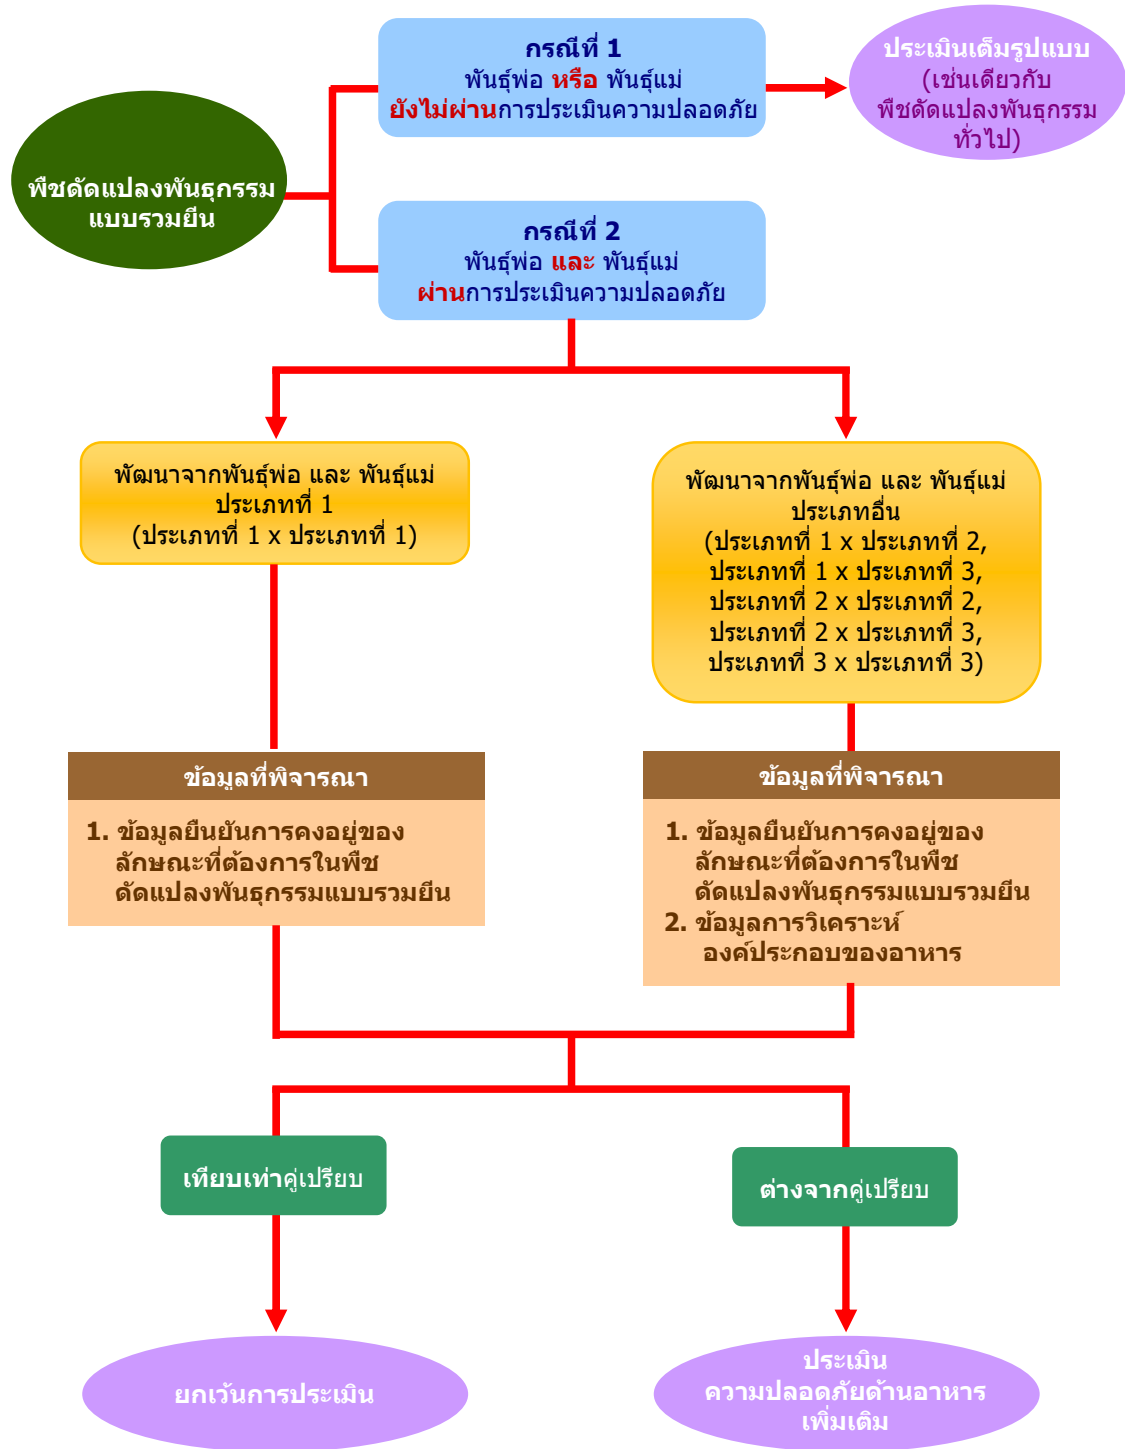 กรณีที่ 1
พันธุ์พ่อ หรือ พันธุ์แม่
ยังไม่ผ่านการประเมินความปลอดภัย
ประเมินเต็มรูปแบบ
(เช่นเดียวกับ
พืชดัดแปลงพันธุกรรม
ทั่วไป)
พืชดัดแปลงพันธุกรรม
แบบรวมยีน
กรณีที่ 2
พันธุ์พ่อ และ พันธุ์แม่
ผ่านการประเมินความปลอดภัย
พัฒนาจากพันธุ์พ่อ และ พันธุ์แม่
ประเภทที่ 1
(ประเภทที่ 1 x ประเภทที่ 1)
พัฒนาจากพันธุ์พ่อ และ พันธุ์แม่
ประเภทอื่น
(ประเภทที่ 1 x ประเภทที่ 2,
ประเภทที่ 1 x ประเภทที่ 3,
ประเภทที่ 2 x ประเภทที่ 2,
ประเภทที่ 2 x ประเภทที่ 3,
ประเภทที่ 3 x ประเภทที่ 3)
ข้อมูลที่พิจารณา
1. ข้อมูลยืนยันการคงอยู่ของ
ลักษณะที่ต้องการในพืช
ดัดแปลงพันธุกรรมแบบรวมยีน
ข้อมูลที่พิจารณา
1. ข้อมูลยืนยันการคงอยู่ของ
ลักษณะที่ต้องการในพืช
ดัดแปลงพันธุกรรมแบบรวมยีน
2. ข้อมูลการวิเคราะห์
องค์ประกอบของอาหาร
เทียบเท่าคู่เปรียบ
ต่างจากคู่เปรียบ
ยกเว้นการประเมิน
ประเมิน
ความปลอดภัยด้านอาหาร
เพิ่มเติม